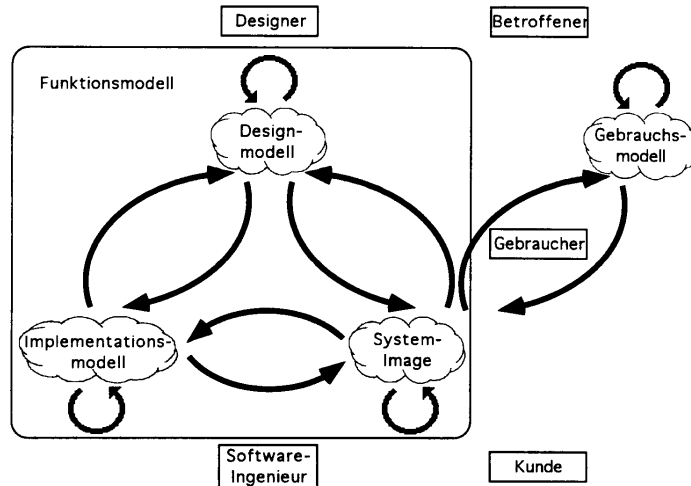 Designer
Betroffener
Funktionsmodell
Design-
modell
Gebrauchs-
modell
Gebraucher
Implementations-
modell
System-
Image
Software-
Ingenieur
Kunde